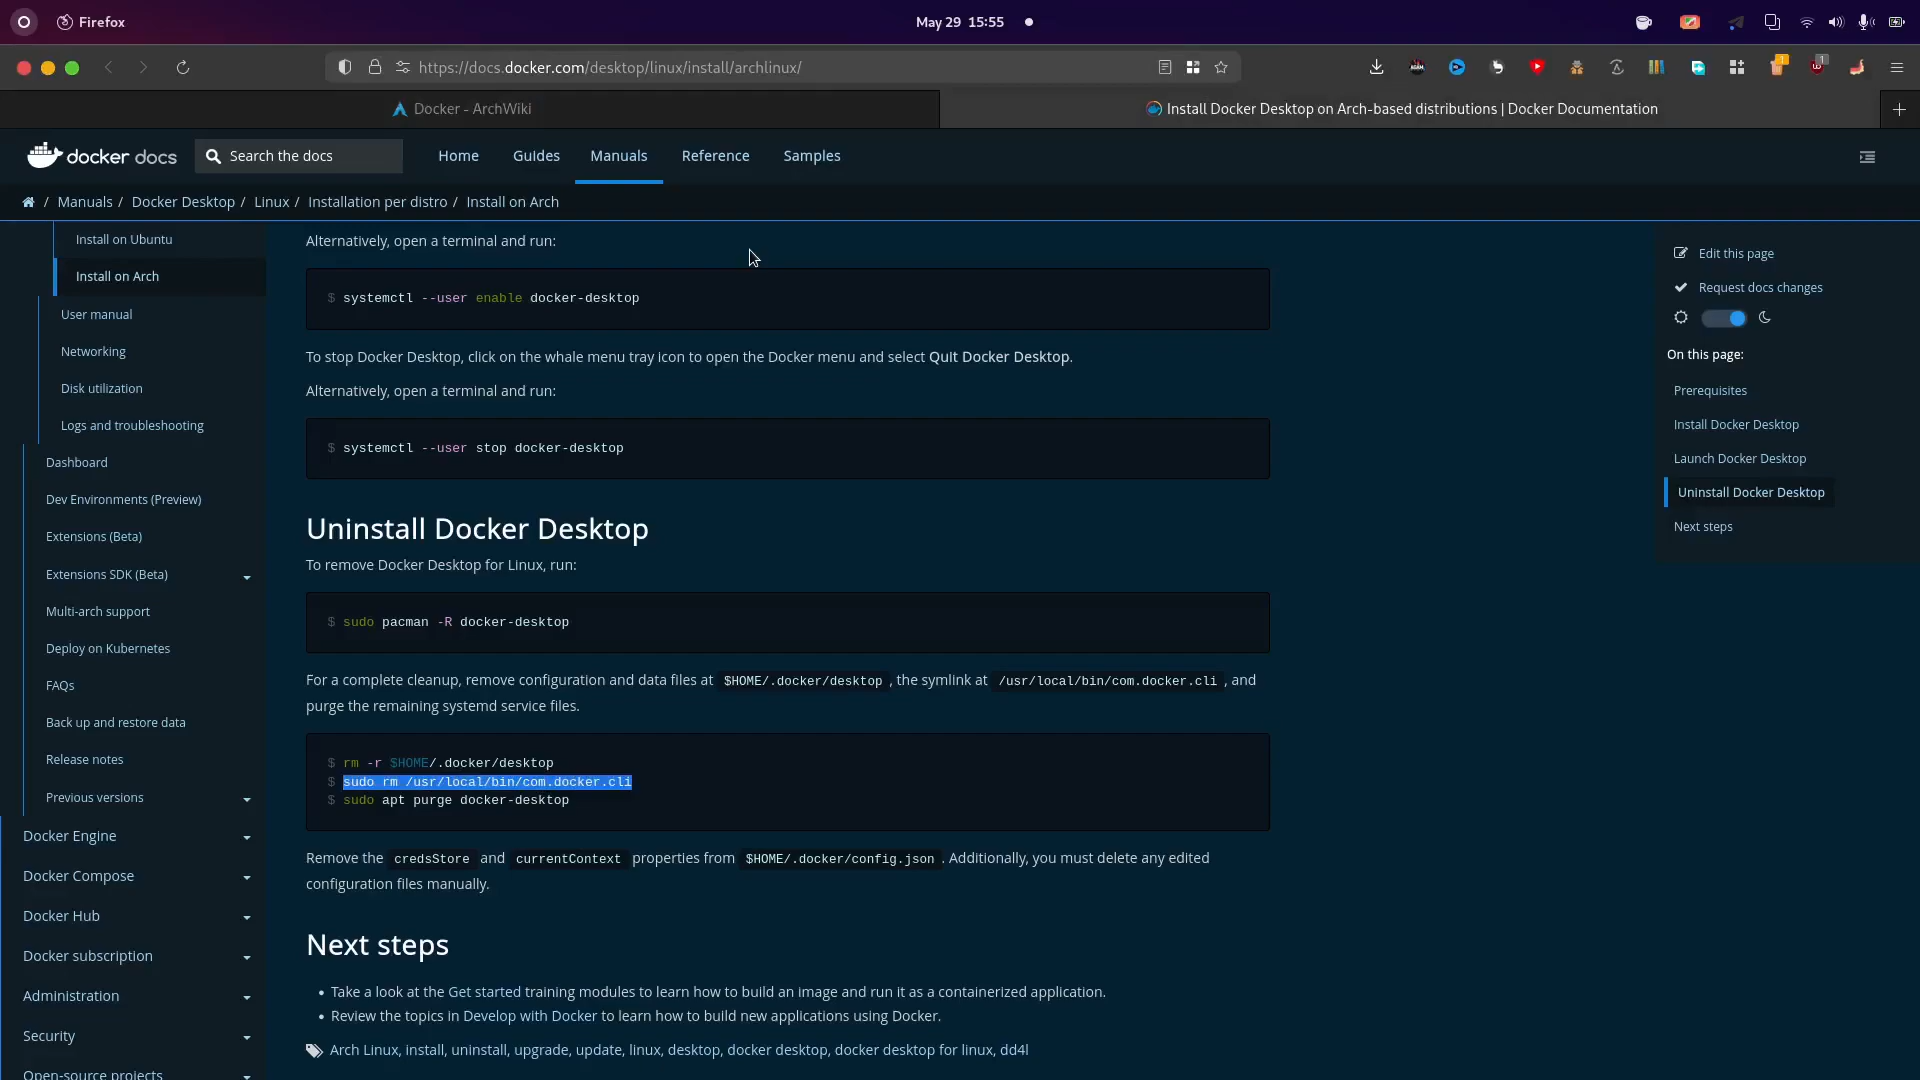 Firefox
May 29 15:55
https://docs.docker.com/desktop/linux/install/archlinux/
1
1
Docker - ArchWiki
Install Docker Desktop on Arch-based distributions | Docker Documentation
docker docs
Search the docs
Home
Guides
Manuals
Reference
Samples
/ Manuals / Docker Desktop / Linux / Installation per distro / Install on Arch
Install on Ubuntu
Install on Arch
User manual
Networking
Disk utilization
Logs and troubleshooting
Dashboard
Dev Environments (Preview)
Extensions (Beta)
Extensions SDK (Beta)
Multi-arch support
Deploy on Kubernetes
FAQs
Back up and restore data
Release notes
Previous versions
Docker Engine
Docker Compose
Docker Hub
Docker subscription
Administration
Security
Open-source projects
Alternatively, open a terminal and run:
$ systemctl --user enable docker-desktop
To stop Docker Desktop, click on the whale menu tray icon to open the Docker menu and select Quit Docker Desktop.
Alternatively, open a terminal and run:
$ systemctl --user stop docker-desktop
Uninstall Docker Desktop
To remove Docker Desktop for Linux, run:
$ sudo pacman -R docker-desktop
For a complete cleanup, remove configuration and data files at $HOME/.docker/desktop, the symlink at /usr/local/bin/com.docker.cli, and
purge the remaining systemd service files.
$ rm -r $HOME/.docker/desktop
$ sudo rm /usr/local/bin/com.docker.cli
$ sudo apt purge docker-desktop
Remove the credsStore and currentContext properties from $HOME/.docker/config.json. Additionally, you must delete any edited
configuration files manually.
Next steps
• Take a look at the Get started training modules to learn how to build an image and run it as a containerized application.
• Review the topics in Develop with Docker to learn how to build new applications using Docker.
Arch Linux, install, uninstall, upgrade, update, linux, desktop, docker desktop, docker desktop for linux, dd4l
Edit this page
Request docs changes
On this page:
Prerequisites
Install Docker Desktop
Launch Docker Desktop
Uninstall Docker Desktop
Next steps